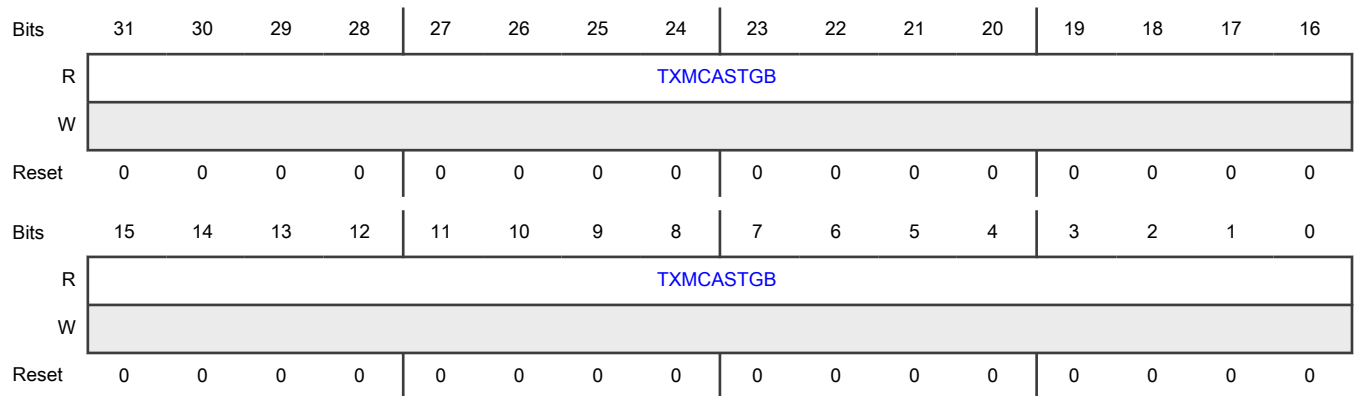 Bits 31 30 29 28 27 26 25 24 23 22 21 20 19 18 17 16
R TXMCASTGB
W
Reset 0 0 0 0 0 0 0 0 0 0 0 0 0 0 0 0
Bits 15 14 13 12 11 10 9 8 7 6 5 4 3 2 1 0
R TXMCASTGB
W
Reset 0 0 0 0 0 0 0 0 0 0 0 0 0 0 0 0